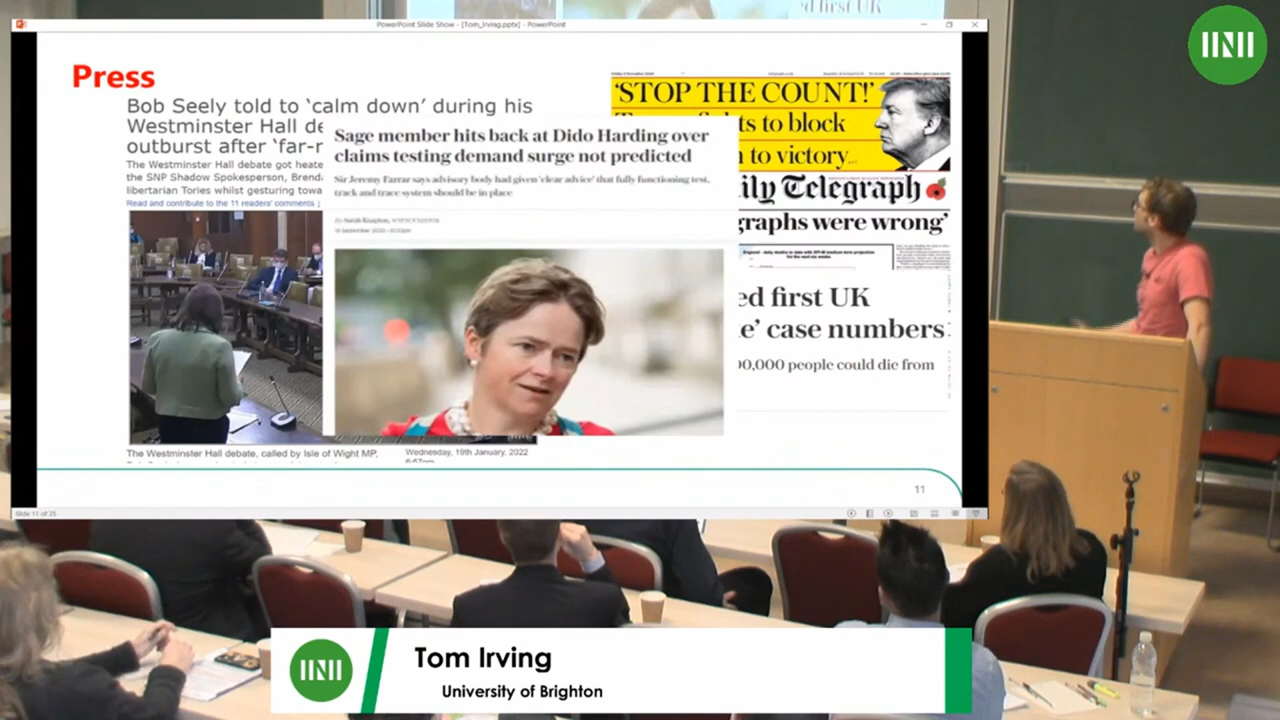 PowerPoint Slide Show - [Tom_Irving.pptx] - PowerPoint
Press
Bob Seely told to ‘calm down’ during his
Westminster Hall de
outburst after ‘far-r
The Westminster Hall debate got heate
the SNP Shadow Spokesperson, Brenda
libertarian Tories whilst gesturing towa
Read and contribute to the 11 readers' comments
Wednesday, 19th January, 2022
The Westminster Hall debate, called by Isle of Wight MP,
Sage member hits back at Dido Harding over
claims testing demand surge not predicted
Sir Jeremy Farrar says advisory body had given ‘clear advice’ that fully functioning test,
track and trace system should be in place
‘STOP THE COUNT!’
ts to block
to victory
ily Telegraph
graphs were wrong’
ed first UK
e’ case numbers
00,000 people could die from
11
Slide 11 of 25
Tom Irving
University of Brighton